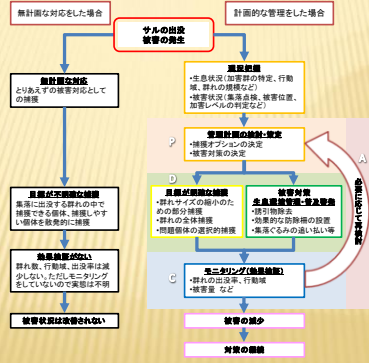 無計画な対応をした場合
計画的な管理をした場合
サルの出没
被害の発生
無計画な対応
とりあえずの被害対応として
の捕獲
目標が不明確な捕獲
集落に出没する群れの中で
捕獲できる個体、捕獲しやす
い個体を散発的に捕獲
効果検証がない
群れ数、行動域、出没率は減
少しない。ただしモニタリング
をしていないので実態は不明
被害状況は改善されない
現況把握
・生息状況（加害群の特定、行動
域、群れの規模など）
・被害状況（集落点検、被害位置、
加害レベルの判定など）
P
管理計画の検討・策定
・捕獲オプションの決定
・被害対策の決定
D
目標が明確な捕獲
・群れサイズの縮小のた
めの部分捕獲
・群れの全体捕獲
・問題個体の選択的捕獲
被害対策
生息環境管理・普及啓発
・誘引物除去
・効果的な防除柵の設置
・集落ぐるみの追い払い等
C
モニタリング（効果検証）
・群れの出没率、行動域
・被害量 など
A
必要に応じて再検討
被害の減少
対策の継続